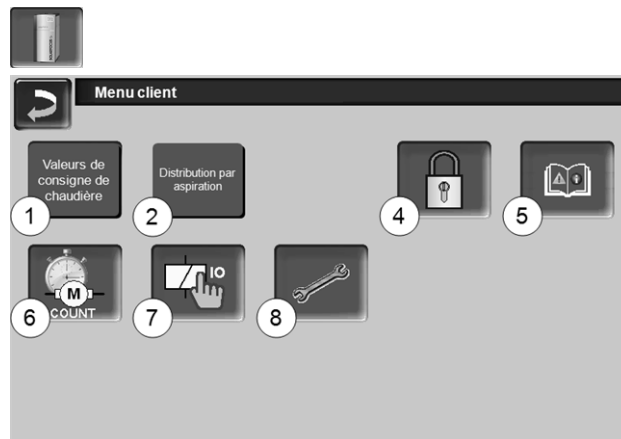 Menu client
Valeurs de
consigne de
chaudière
Distribution par
aspiration
1
2
4
5
IO
M
COUNT
6
7
8